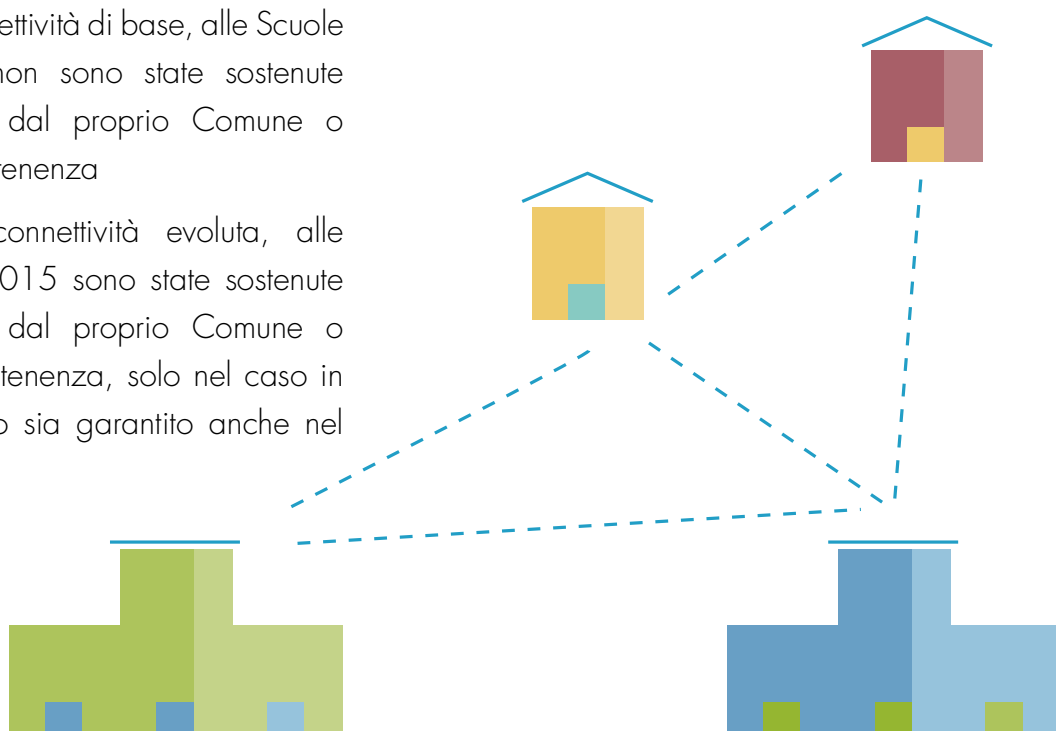 ettività di base, alle Scuole
non sono state sostenute
dal proprio Comune o
tenenza
connettività evoluta, alle
015 sono state sostenute
dal proprio Comune o
tenenza, solo nel caso in
o sia garantito anche nel